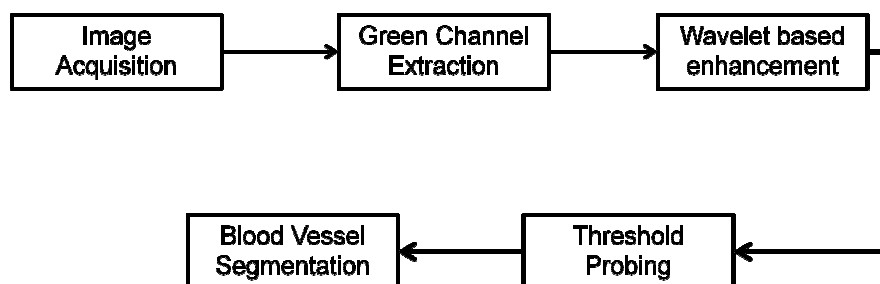 Image
Acquisition
Green Channel
Extraction
Wavelet based
enhancement
Blood Vessel
Segmentation
Threshold
Probing